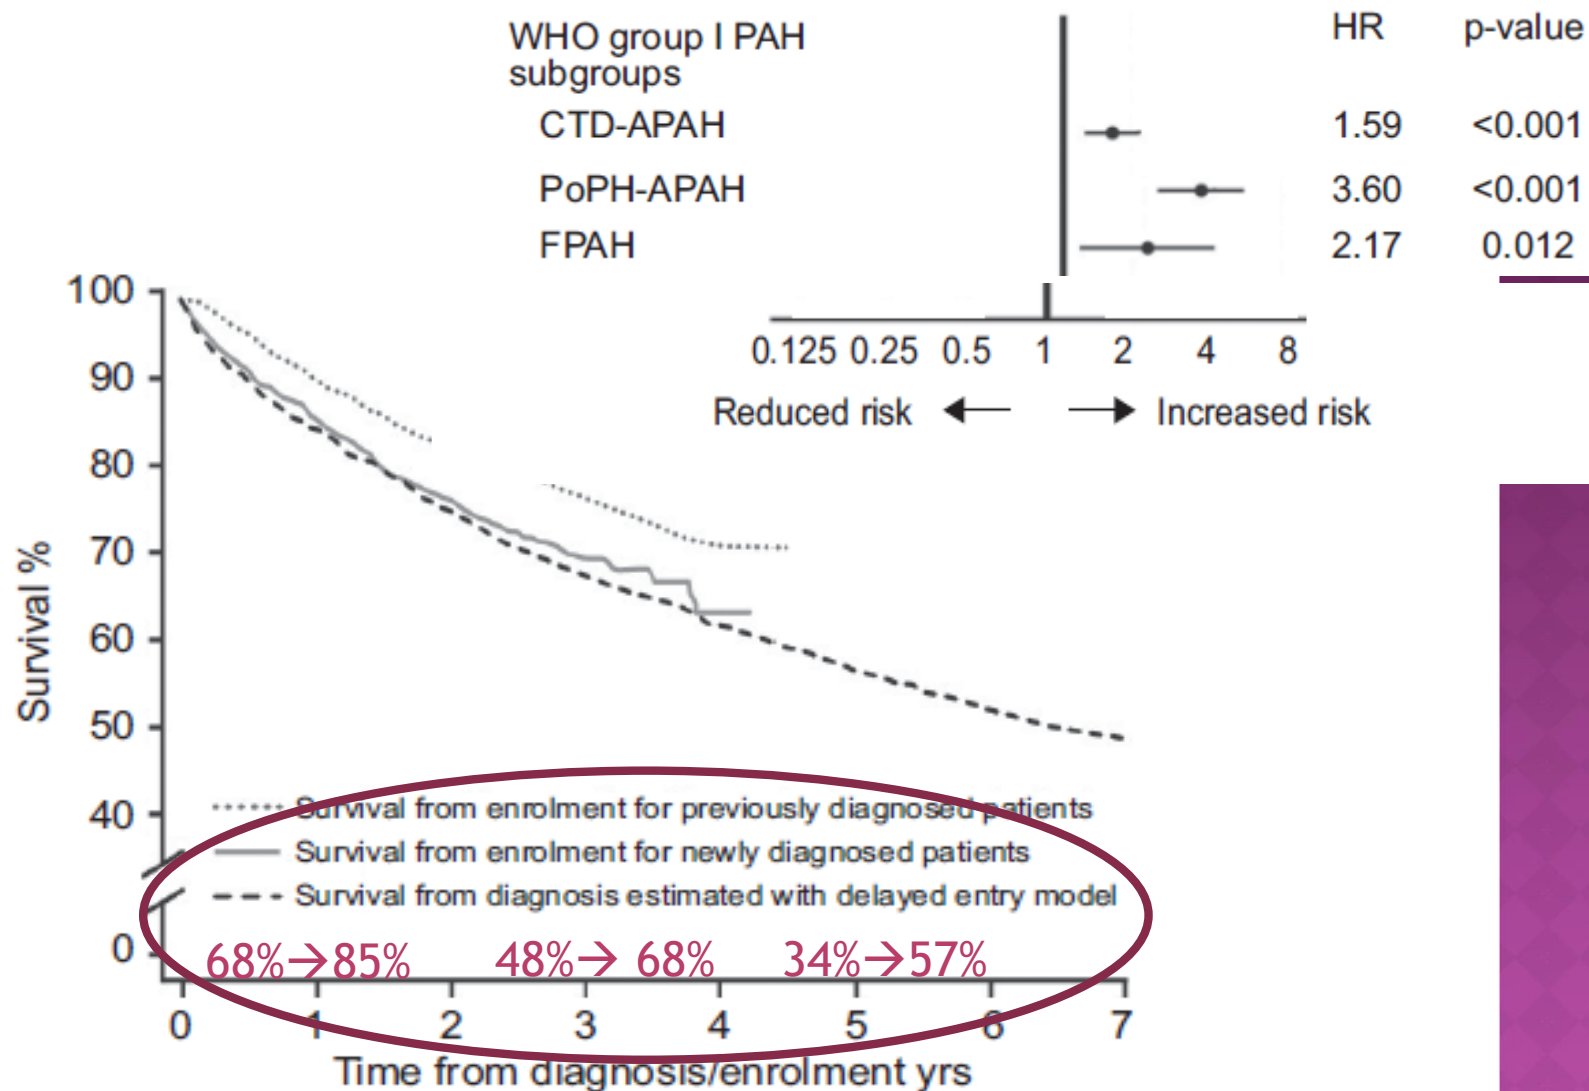 WHO group I PAH
subgroups
HR p-value
CTD-APAH 1.59 <0.001
PoPH-APAH 3.60 <0.001
FPAH 2.17 0.012
0.125 0.25 0.5 1 2 4 8
Reduced risk ← → Increased risk
Survival %
100
90
80
70
60
50
40
0
Survival from enrolment for previously diagnosed patients
Survival from enrolment for newly diagnosed patients
Survival from diagnosis estimated with delayed entry model
68%→85% 48%→ 68% 34%→57%
0 1 2 3 4 5 6 7
Time from diagnosis/enrolment yrs